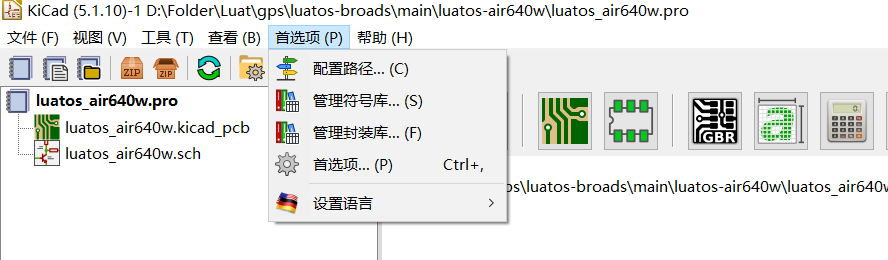 KiCad (5.1.10)-1 D:\Folder\Luat\gps\luatos-broads\main\luatos-air640w\luatos_air640w.pro
文件 (F) 视图 (V) 工具 (T) 查看 (B) 首选项 (P) 帮助 (H)
ZIP ZIP
luatos_air640w.pro
luatos_air640w.kicad_pcb
luatos_air640w.sch
配置路径... (C)
管理符号库... (S)
管理封装库... (F)
首选项... (P) Ctrl+,
设置语言
GBR a
\luatos-broads\main\luatos-air640w\luatos_air640w